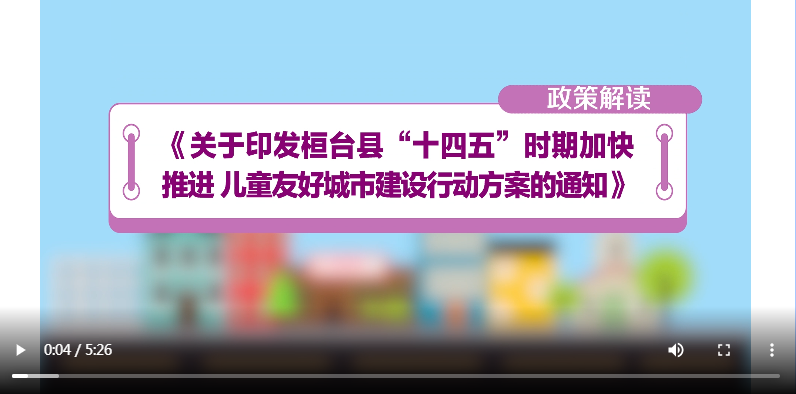 政策解读
《关于印发桓台县“十四五”时期加快
推进 儿童友好城市建设行动方案的通知》
0:04 / 5:26